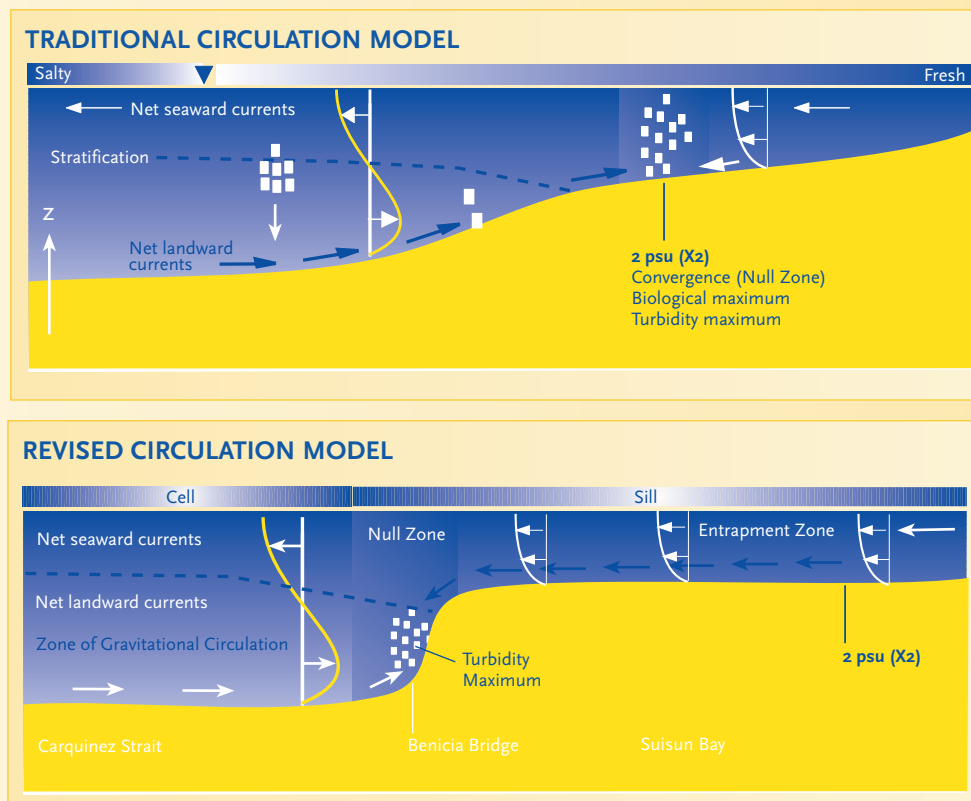 TRADITIONAL CIRCULATION MODEL
Salty
Fresh
Net seaward currents
Stratification
Z
Net landward
currents
2 psu (X2)
Convergence (Null Zone)
Biological maximum
Turbidity maximum
REVISED CIRCULATION MODEL
Cell
Sill
Net seaward currents
Null Zone
Entrapment Zone
Net landward currents
Zone of Gravitational Circulation
Turbidity
Maximum
2 psu (X2)
Carquinez Strait
Benicia Bridge
Suisun Bay